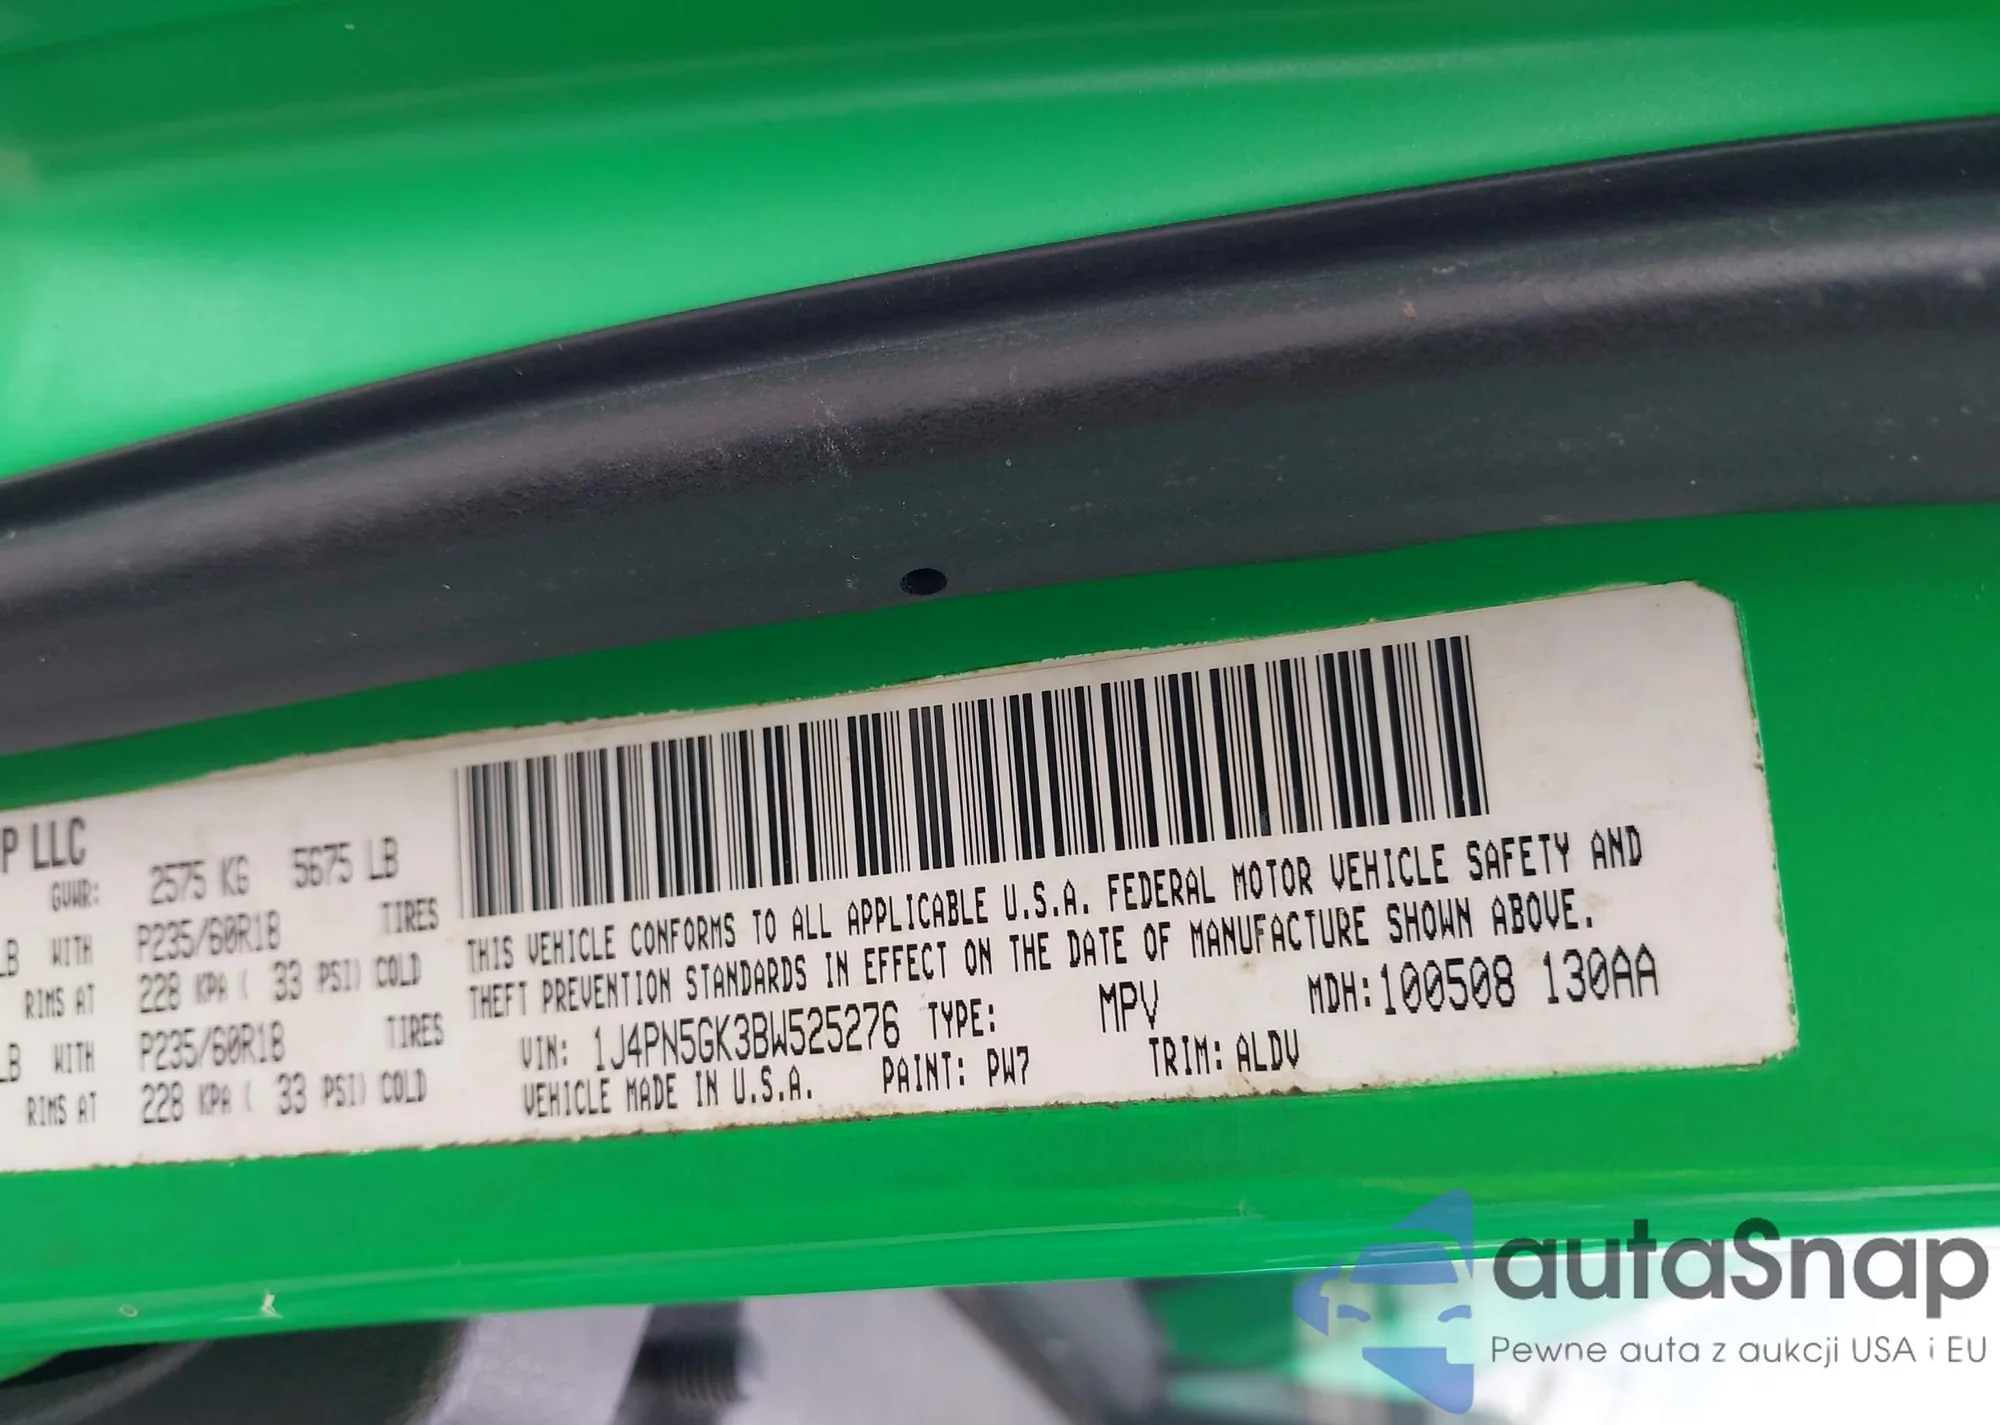 P LLC
GVWR: 2575 KG 5675 LB
LB WITH P235/60R18 TIRES
RIMS AT 228 KPA ( 33 PSI) COLD
LB WITH P235/60R18 TIRES
RIMS AT 228 KPA ( 33 PSI) COLD
THIS VEHICLE CONFORMS TO ALL APPLICABLE U.S.A. FEDERAL MOTOR VEHICLE SAFETY AND
THEFT PREVENTION STANDARDS IN EFFECT ON THE DATE OF MANUFACTURE SHOWN ABOVE.
VIN: 1J4PN5GK3BW525276 TYPE: MPV MDH:100508 130AA
VEHICLE MADE IN U.S.A. PAINT: PW7 TRIM: ALDV
autaSnap
Pewne auta z aukcji USA i EU